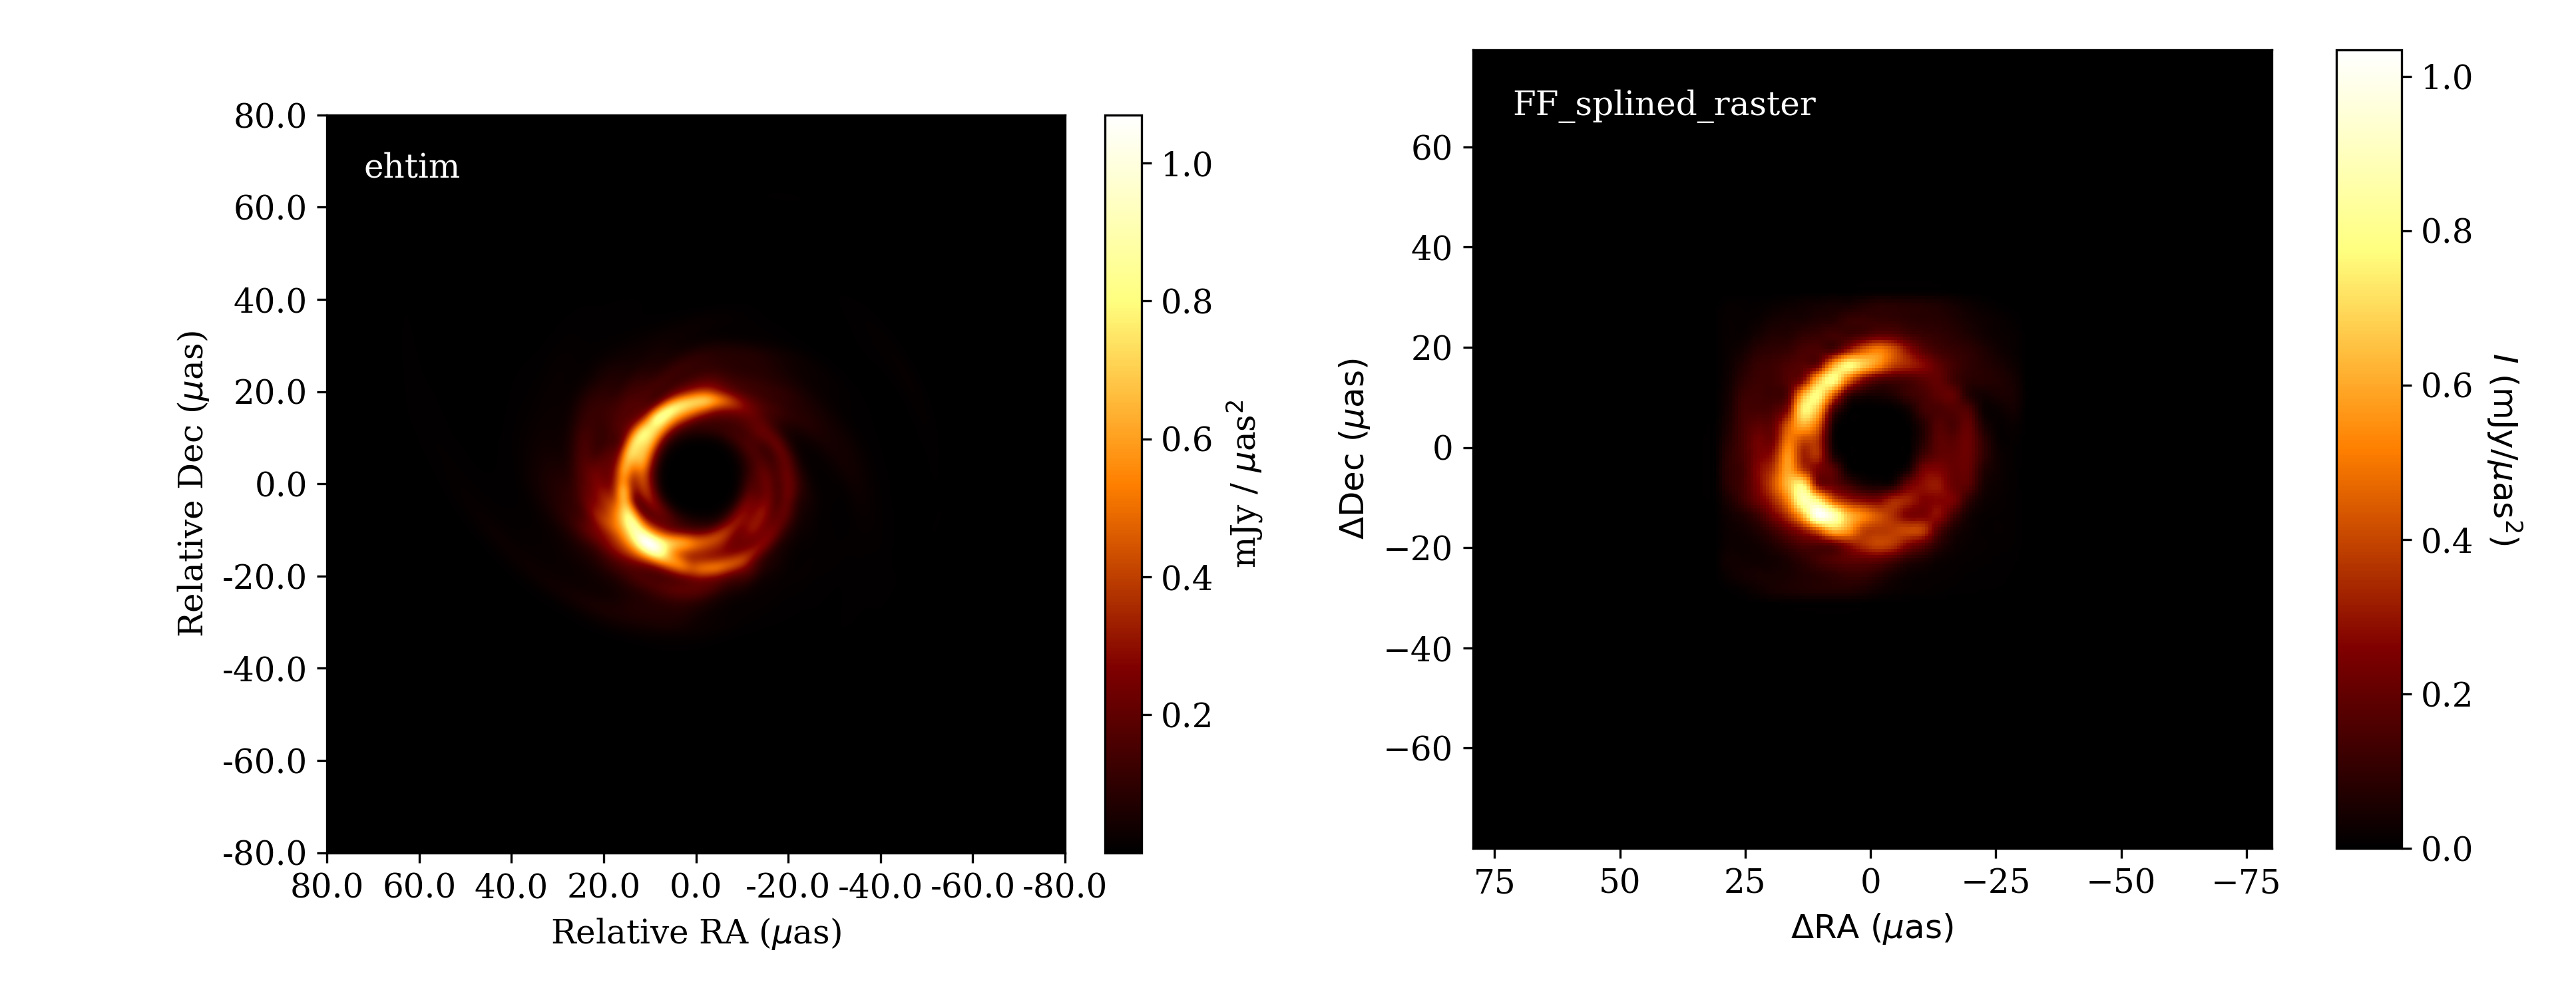 ehtim
80.0
60.0
40.0
20.0
0.0
-20.0
-40.0
-60.0
-80.0
Relative Dec (μas)
80.0 60.0 40.0 20.0 0.0 -20.0 -40.0 -60.0 -80.0
Relative RA (μas)
1.0
0.8
0.6
0.4
0.2
mJy / μas²
FF_splined_raster
60
40
20
0
−20
−40
−60
ΔDec (μas)
75 50 25 0 −25 −50 −75
ΔRA (μas)
1.0
0.8
0.6
0.4
0.2
0.0
I (mJy/μas²)